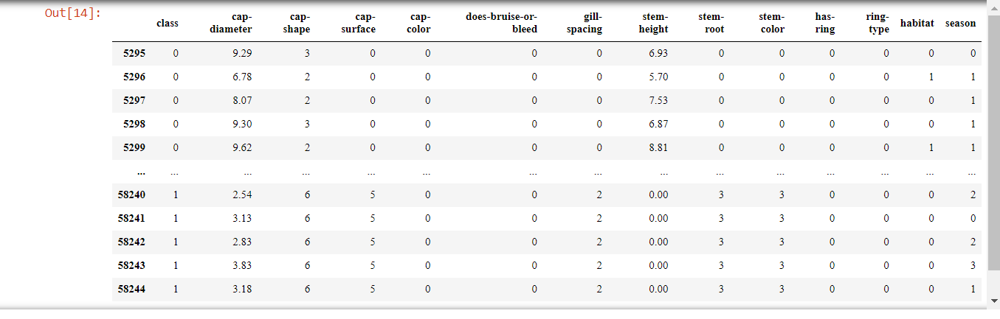 Out[14]:
class cap-diameter cap-shape cap-surface cap-color does-bruise-or-bleed gill-spacing stem-height stem-root stem-color has-ring ring-type habitat season
5295 0 9.29 3 0 0 0 0 6.93 0 0 0 0 0 0
5296 0 6.78 2 0 0 0 0 5.70 0 0 0 0 1 1
5297 0 8.07 2 0 0 0 0 7.53 0 0 0 0 0 1
5298 0 9.30 3 0 0 0 0 6.87 0 0 0 0 0 1
5299 0 9.62 2 0 0 0 0 8.81 0 0 0 0 1 1
... ... ... ... ... ... ... ... ... ... ... ... ... ... ...
58240 1 2.54 6 5 0 0 2 0.00 3 3 0 0 0 2
58241 1 3.13 6 5 0 0 2 0.00 3 3 0 0 0 0
58242 1 2.83 6 5 0 0 2 0.00 3 3 0 0 0 2
58243 1 3.83 6 5 0 0 2 0.00 3 3 0 0 0 3
58244 1 3.18 6 5 0 0 2 0.00 3 3 0 0 0 1